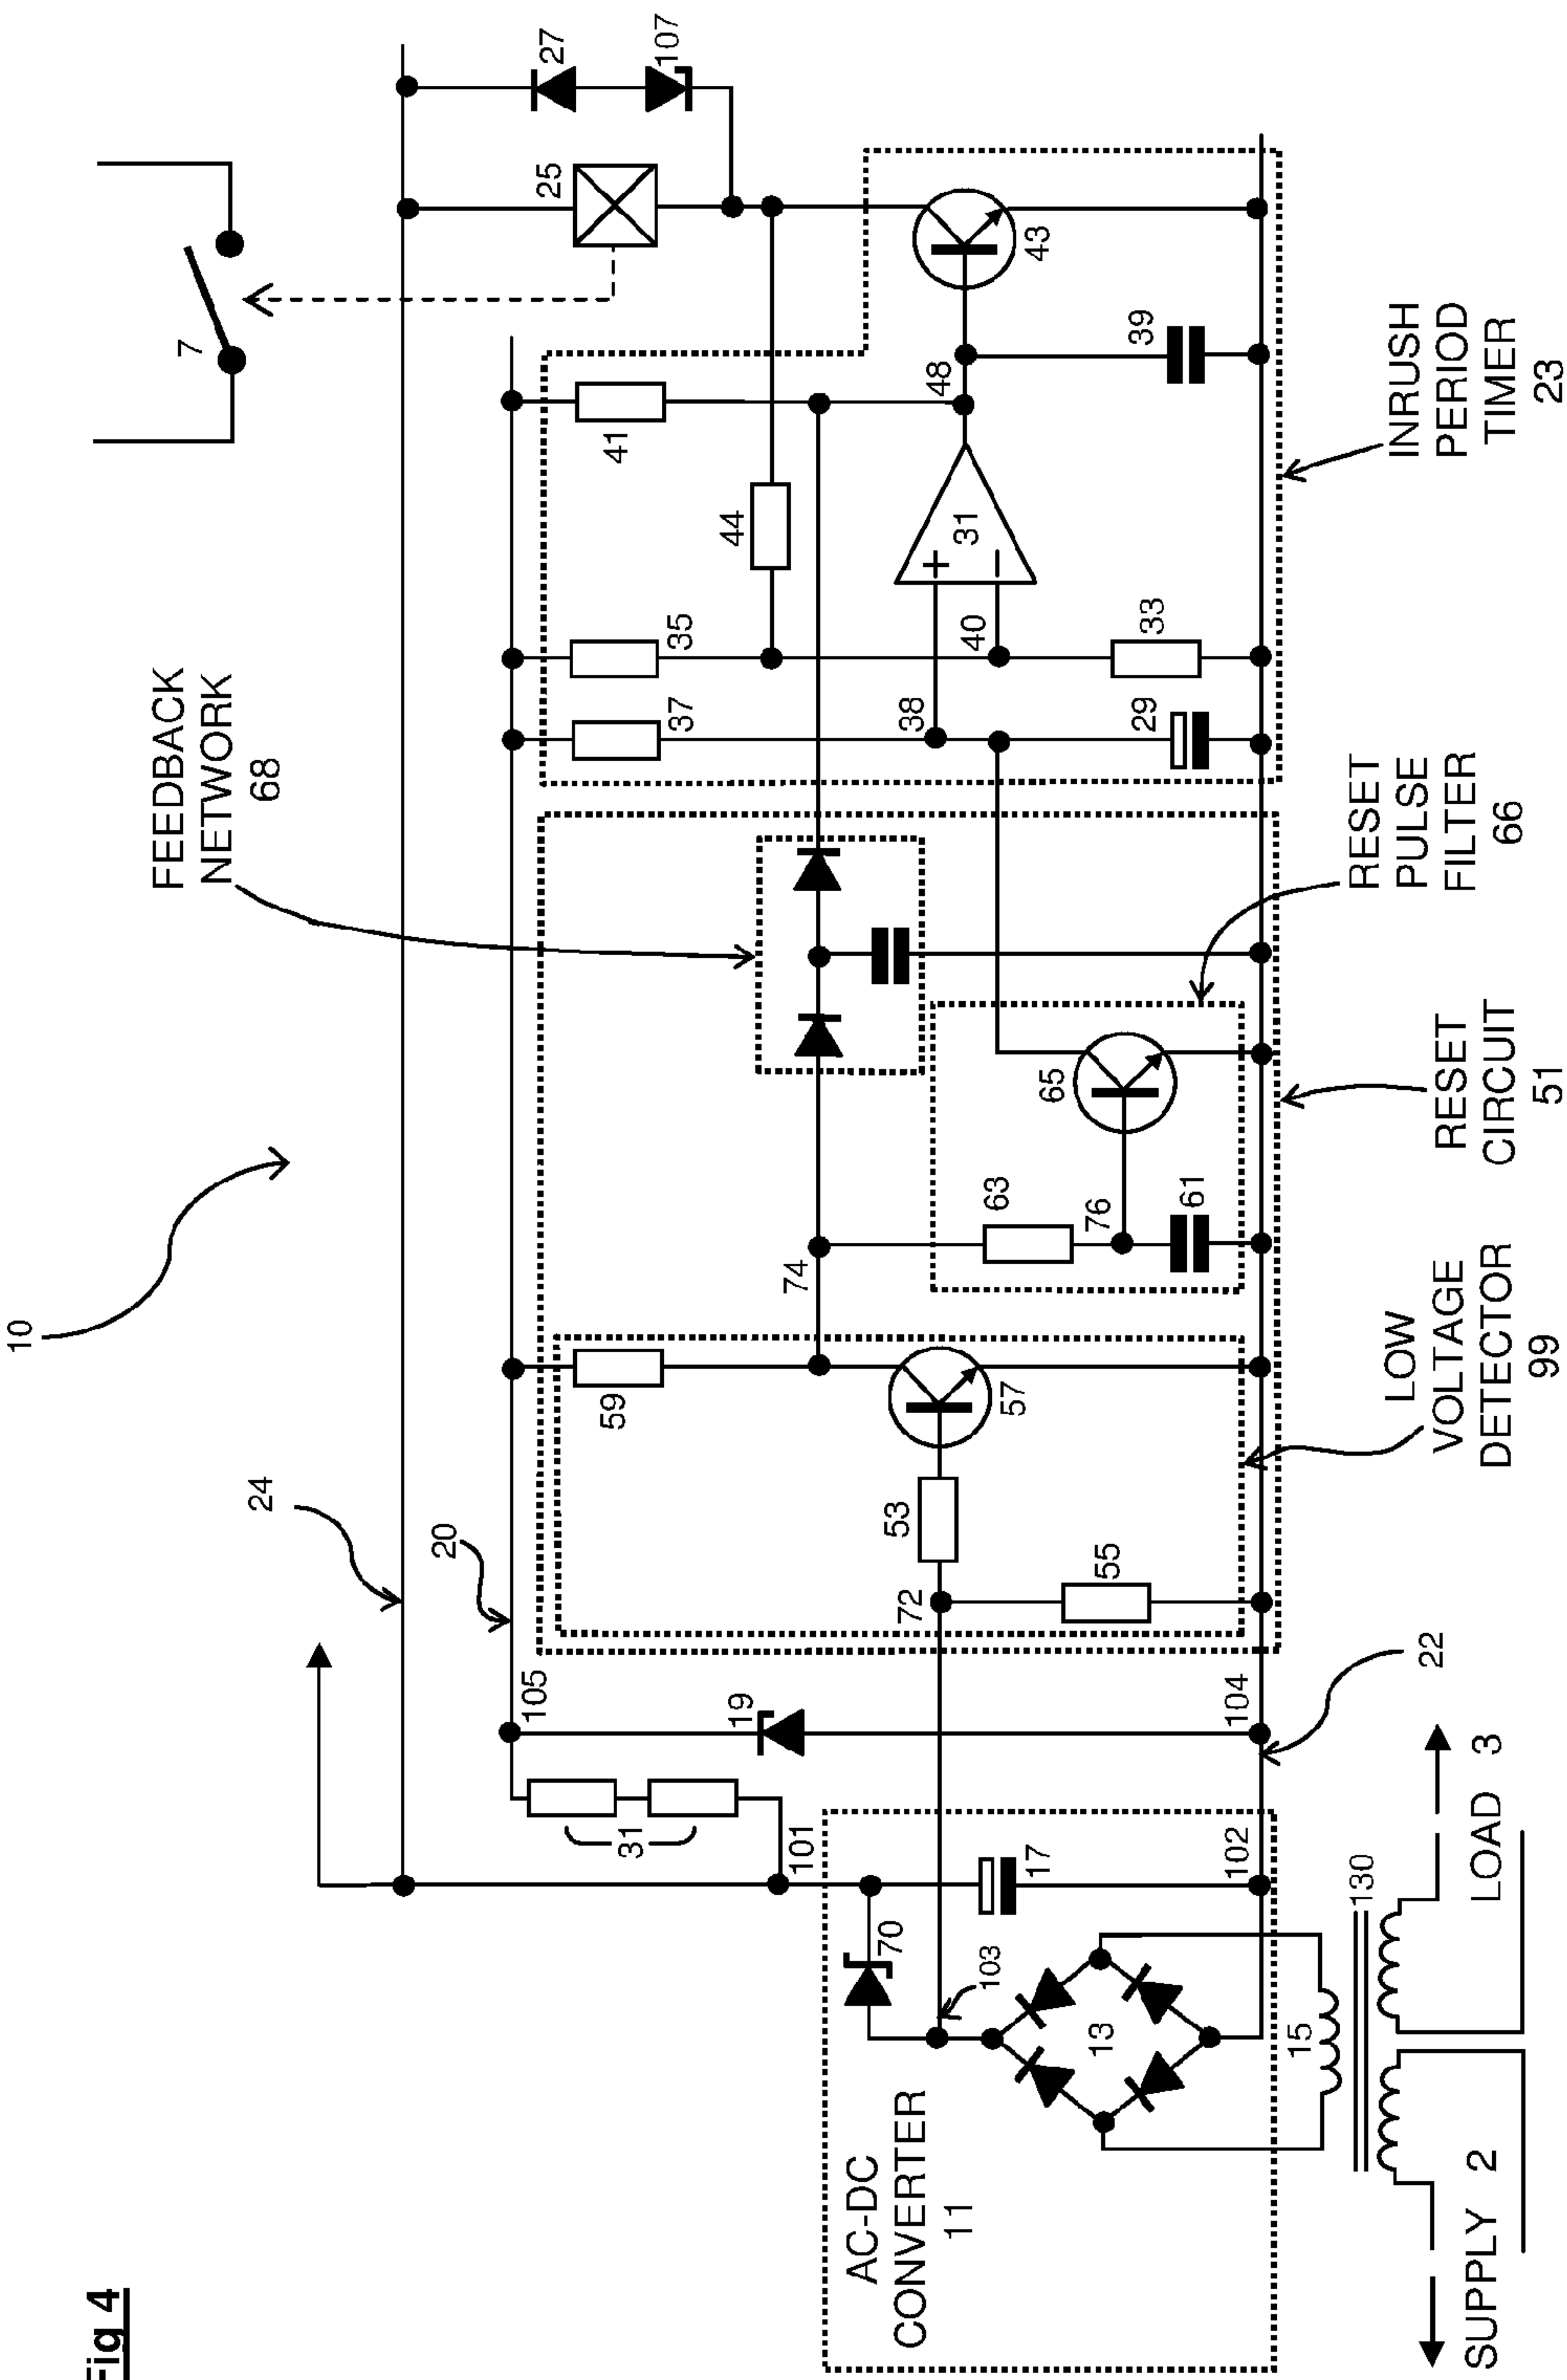 Fig 4
10
FEEDBACK
NETWORK
68
7
24
20
105
59
37
35
41
25
27
107
31
101
19
44
74
AC-DC
CONVERTER
11
70
103
17
72
53
57
63
76
61
65
38
40
31
48
43
13
55
29
33
39
102
104
15
130
22
SUPPLY 2
LOAD 3
LOW
VOLTAGE
DETECTOR
99
RESET
CIRCUIT
51
RESET
PULSE
FILTER
66
INRUSH
PERIOD
TIMER
23